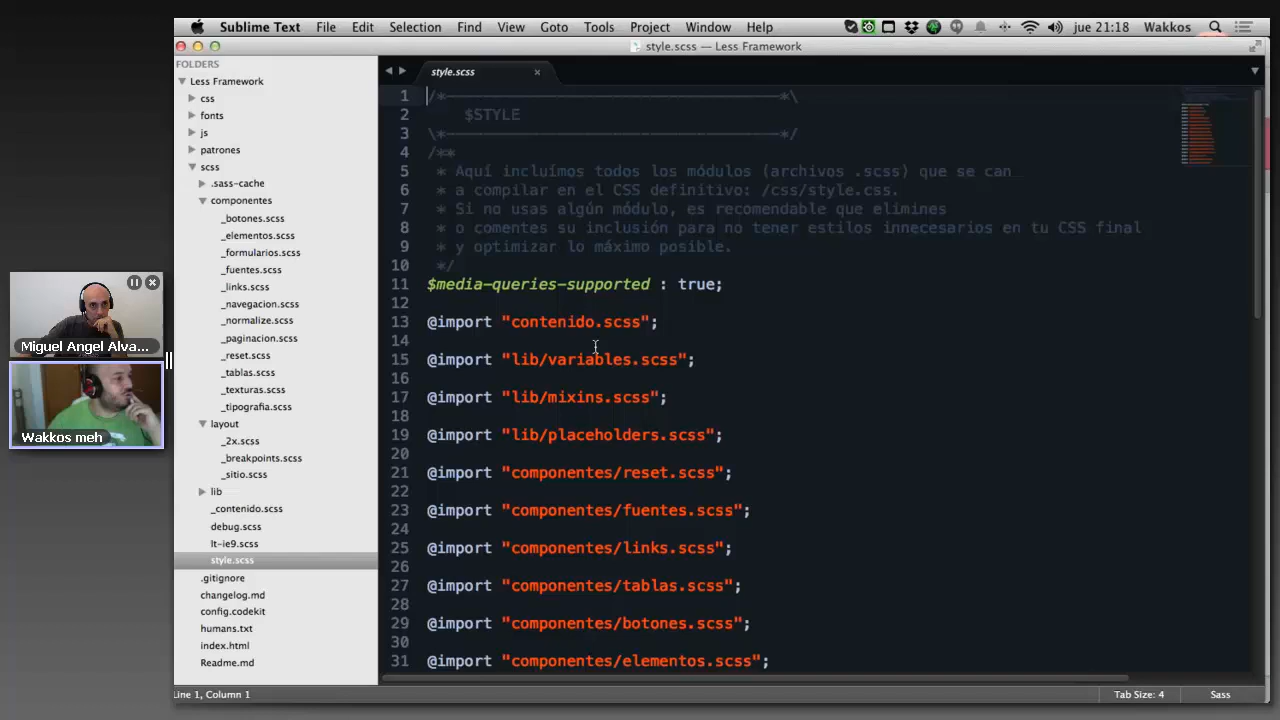 Sublime Text File Edit Selection Find View Goto Tools Project Window Help jue 21:18 Wakkos
style.scss — Less Framework
FOLDERS
Less Framework
css
fonts
js
patrones
scss
.sass-cache
componentes
_botones.scss
_elementos.scss
_formularios.scss
_fuentes.scss
_links.scss
_navegacion.scss
_normalize.scss
_paginacion.scss
_reset.scss
_tablas.scss
_texturas.scss
_tipografia.scss
layout
_2x.scss
_breakpoints.scss
_sitio.scss
lib
_contenido.scss
debug.scss
lt-ie9.scss
style.scss
.gitignore
changelog.md
config.codekit
humans.txt
index.html
Readme.md
Miguel Angel Alva...
Wakkos meh
style.scss
1 /*------------------------------------*\
2 $STYLE
3 \*------------------------------------*/
4 /**
5 * Aquí incluímos todos los módulos (archivos .scss) que se can
6 * a compilar en el CSS definitivo: /css/style.css.
7 * Si no usas algún módulo, es recomendable que elimines
8 * o comentes su inclusión para no tener estilos innecesarios en tu CSS final
9 * y optimizar lo máximo posible.
10 */
11 $media-queries-supported : true;
12
13 @import "contenido.scss";
14
15 @import "lib/variables.scss";
16
17 @import "lib/mixins.scss";
18
19 @import "lib/placeholders.scss";
20
21 @import "componentes/reset.scss";
22
23 @import "componentes/fuentes.scss";
24
25 @import "componentes/links.scss";
26
27 @import "componentes/tablas.scss";
28
29 @import "componentes/botones.scss";
30
31 @import "componentes/elementos.scss";
Line 1, Column 1 Tab Size: 4 Sass